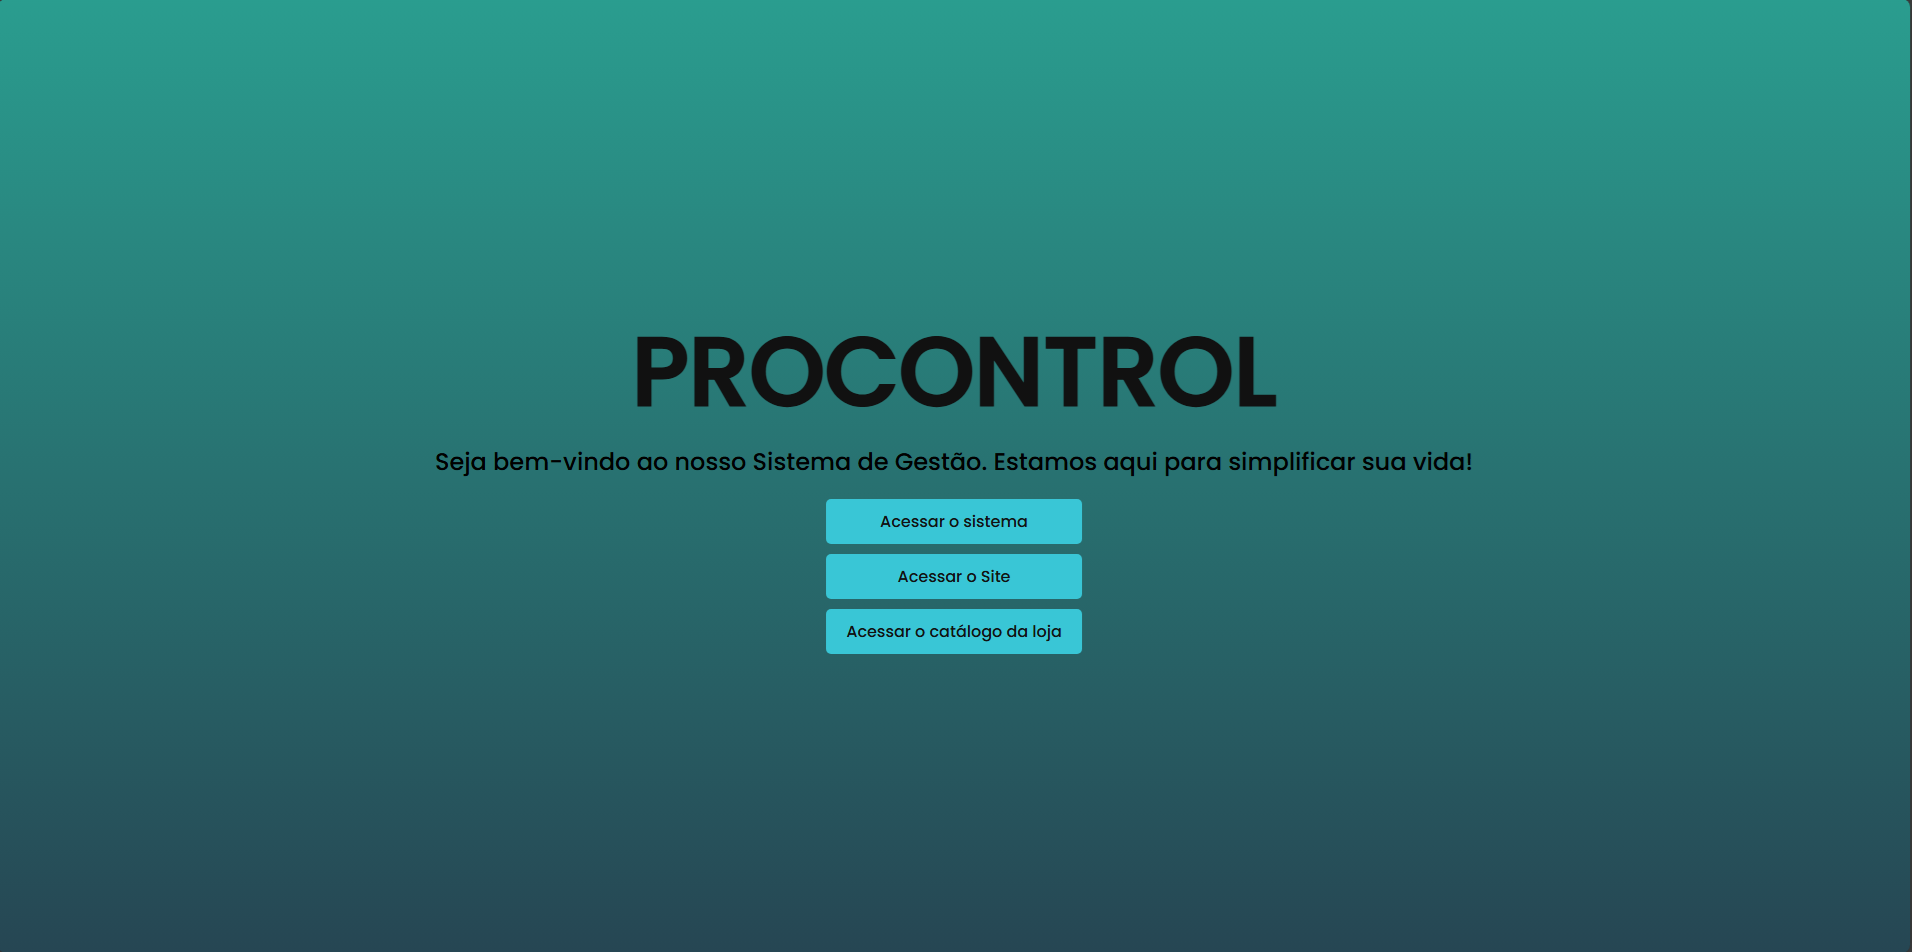 PROCONTROL
Seja bem-vindo ao nosso Sistema de Gestão. Estamos aqui para simplificar sua vida!
Acessar o sistema
Acessar o Site
Acessar o catálogo da loja